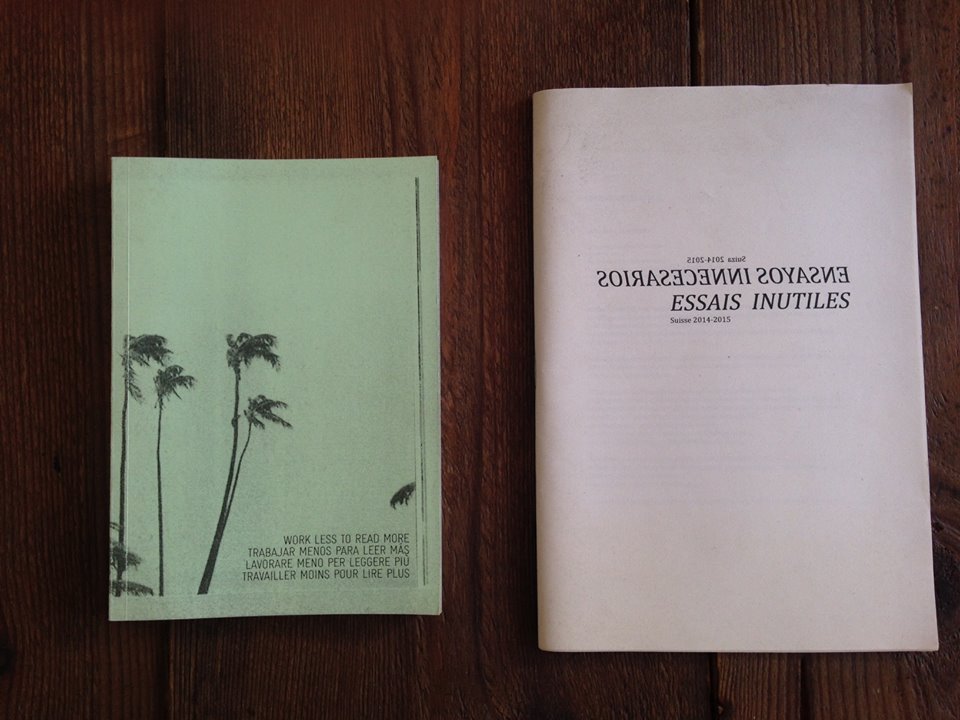 WORK LESS TO READ MORE
TRABAJAR MENOS PARA LEER MÁS
LAVORARE MENO PER LEGGERE PIÙ
TRAVAILLER MOINS POUR LIRE PLUS
Suiza 2014-2015
ENSAYOS INNECESARIOS
ESSAIS INUTILES
Suisse 2014-2015